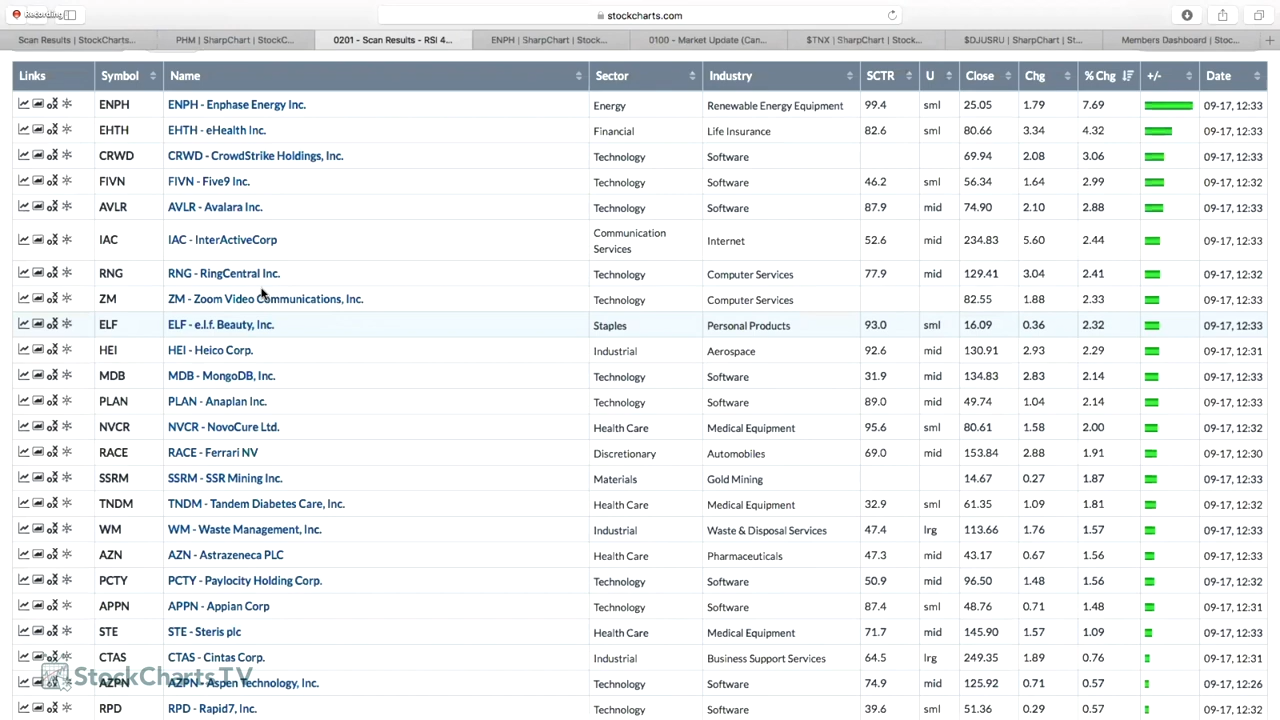 Recording
stockcharts.com
Scan Results | StockCharts... PHM | SharpChart | StockC... 0201 - Scan Results - RSI 4... ENPH | SharpChart | Stock... 0100 - Market Update (Can... $TNX | SharpChart | Stock... $DJUSRU | SharpChart | St... Members Dashboard | Stoc...
Links Symbol Name Sector Industry SCTR U Close Chg % Chg +/- Date
ENPH ENPH - Enphase Energy Inc. Energy Renewable Energy Equipment 99.4 sml 25.05 1.79 7.69 09-17, 12:33
EHTH EHTH - eHealth Inc. Financial Life Insurance 82.6 sml 80.66 3.34 4.32 09-17, 12:33
CRWD CRWD - CrowdStrike Holdings, Inc. Technology Software 69.94 2.08 3.06 09-17, 12:33
FIVN FIVN - Five9 Inc. Technology Software 46.2 sml 56.34 1.64 2.99 09-17, 12:32
AVLR AVLR - Avalara Inc. Technology Software 87.9 mid 74.90 2.10 2.88 09-17, 12:33
IAC IAC - InterActiveCorp Communication Services Internet 52.6 mid 234.83 5.60 2.44 09-17, 12:33
RNG RNG - RingCentral Inc. Technology Computer Services 77.9 mid 129.41 3.04 2.41 09-17, 12:32
ZM ZM - Zoom Video Communications, Inc. Technology Computer Services 82.55 1.88 2.33 09-17, 12:33
ELF ELF - e.l.f. Beauty, Inc. Staples Personal Products 93.0 sml 16.09 0.36 2.32 09-17, 12:33
HEI HEI - Heico Corp. Industrial Aerospace 92.6 mid 130.91 2.93 2.29 09-17, 12:31
MDB MDB - MongoDB, Inc. Technology Software 31.9 mid 134.83 2.83 2.14 09-17, 12:33
PLAN PLAN - Anaplan Inc. Technology Software 89.0 mid 49.74 1.04 2.14 09-17, 12:33
NVCR NVCR - NovoCure Ltd. Health Care Medical Equipment 95.6 sml 80.61 1.58 2.00 09-17, 12:32
RACE RACE - Ferrari NV Discretionary Automobiles 69.0 mid 153.84 2.88 1.91 09-17, 12:30
SSRM SSRM - SSR Mining Inc. Materials Gold Mining 14.67 0.27 1.87 09-17, 12:33
TNDM TNDM - Tandem Diabetes Care, Inc. Health Care Medical Equipment 32.9 sml 61.35 1.09 1.81 09-17, 12:32
WM WM - Waste Management, Inc. Industrial Waste & Disposal Services 47.4 lrg 113.66 1.76 1.57 09-17, 12:33
AZN AZN - Astrazeneca PLC Health Care Pharmaceuticals 47.3 mid 43.17 0.67 1.56 09-17, 12:33
PCTY PCTY - Paylocity Holding Corp. Technology Software 50.9 mid 96.50 1.48 1.56 09-17, 12:32
APPN APPN - Appian Corp Technology Software 87.4 sml 48.76 0.71 1.48 09-17, 12:31
STE STE - Steris plc Health Care Medical Equipment 71.7 mid 145.90 1.57 1.09 09-17, 12:33
CTAS CTAS - Cintas Corp. Industrial Business Support Services 64.5 lrg 249.35 1.89 0.76 09-17, 12:31
StockCharts TV
AZPN AZPN - Aspen Technology, Inc. Technology Software 74.9 mid 125.92 0.71 0.57 09-17, 12:26
RPD RPD - Rapid7, Inc. Technology Software 39.6 sml 51.36 0.29 0.57 09-17, 12:32